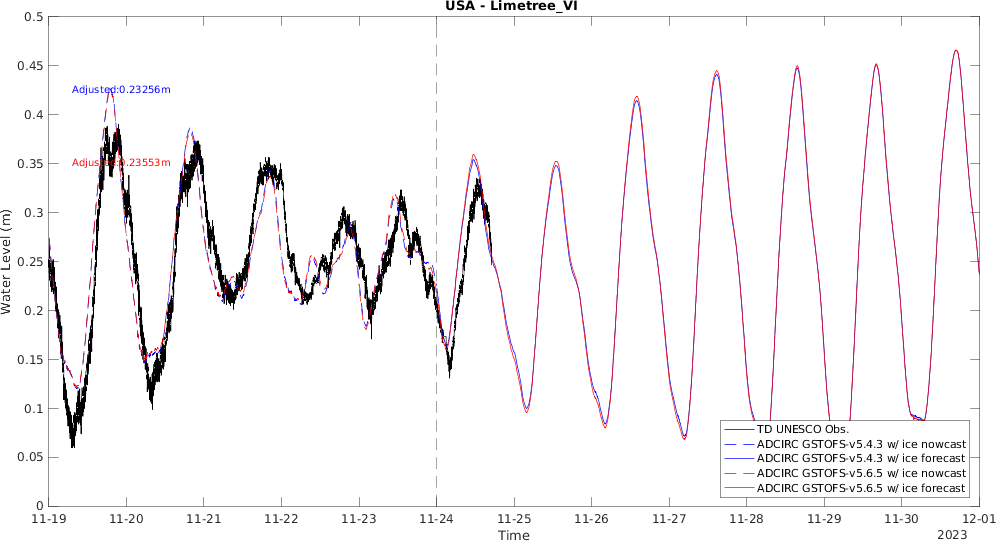 USA - Limetree_VI
0.5
0.45
0.4
0.35
0.3
0.25
0.2
0.15
0.1
0.05
0
Water Level (m)
Adjusted:0.23256m
Adjusted:0.23553m
TD UNESCO Obs.
ADCIRC GSTOFS-v5.4.3 w/ ice nowcast
ADCIRC GSTOFS-v5.4.3 w/ ice forecast
ADCIRC GSTOFS-v5.6.5 w/ ice nowcast
ADCIRC GSTOFS-v5.6.5 w/ ice forecast
11-19 11-20 11-21 11-22 11-23 11-24 11-25 11-26 11-27 11-28 11-29 11-30 12-01
Time
2023